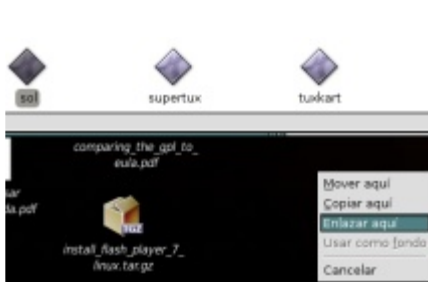 sol
supertux
tuxkart
comparing_the_gpl_to_
eula.pdf
TGZ
install_flash_player_7_
linux.tar.gz
Mover aquí
Copiar aquí
Enlazar aquí
Usar como fondo
Cancelar